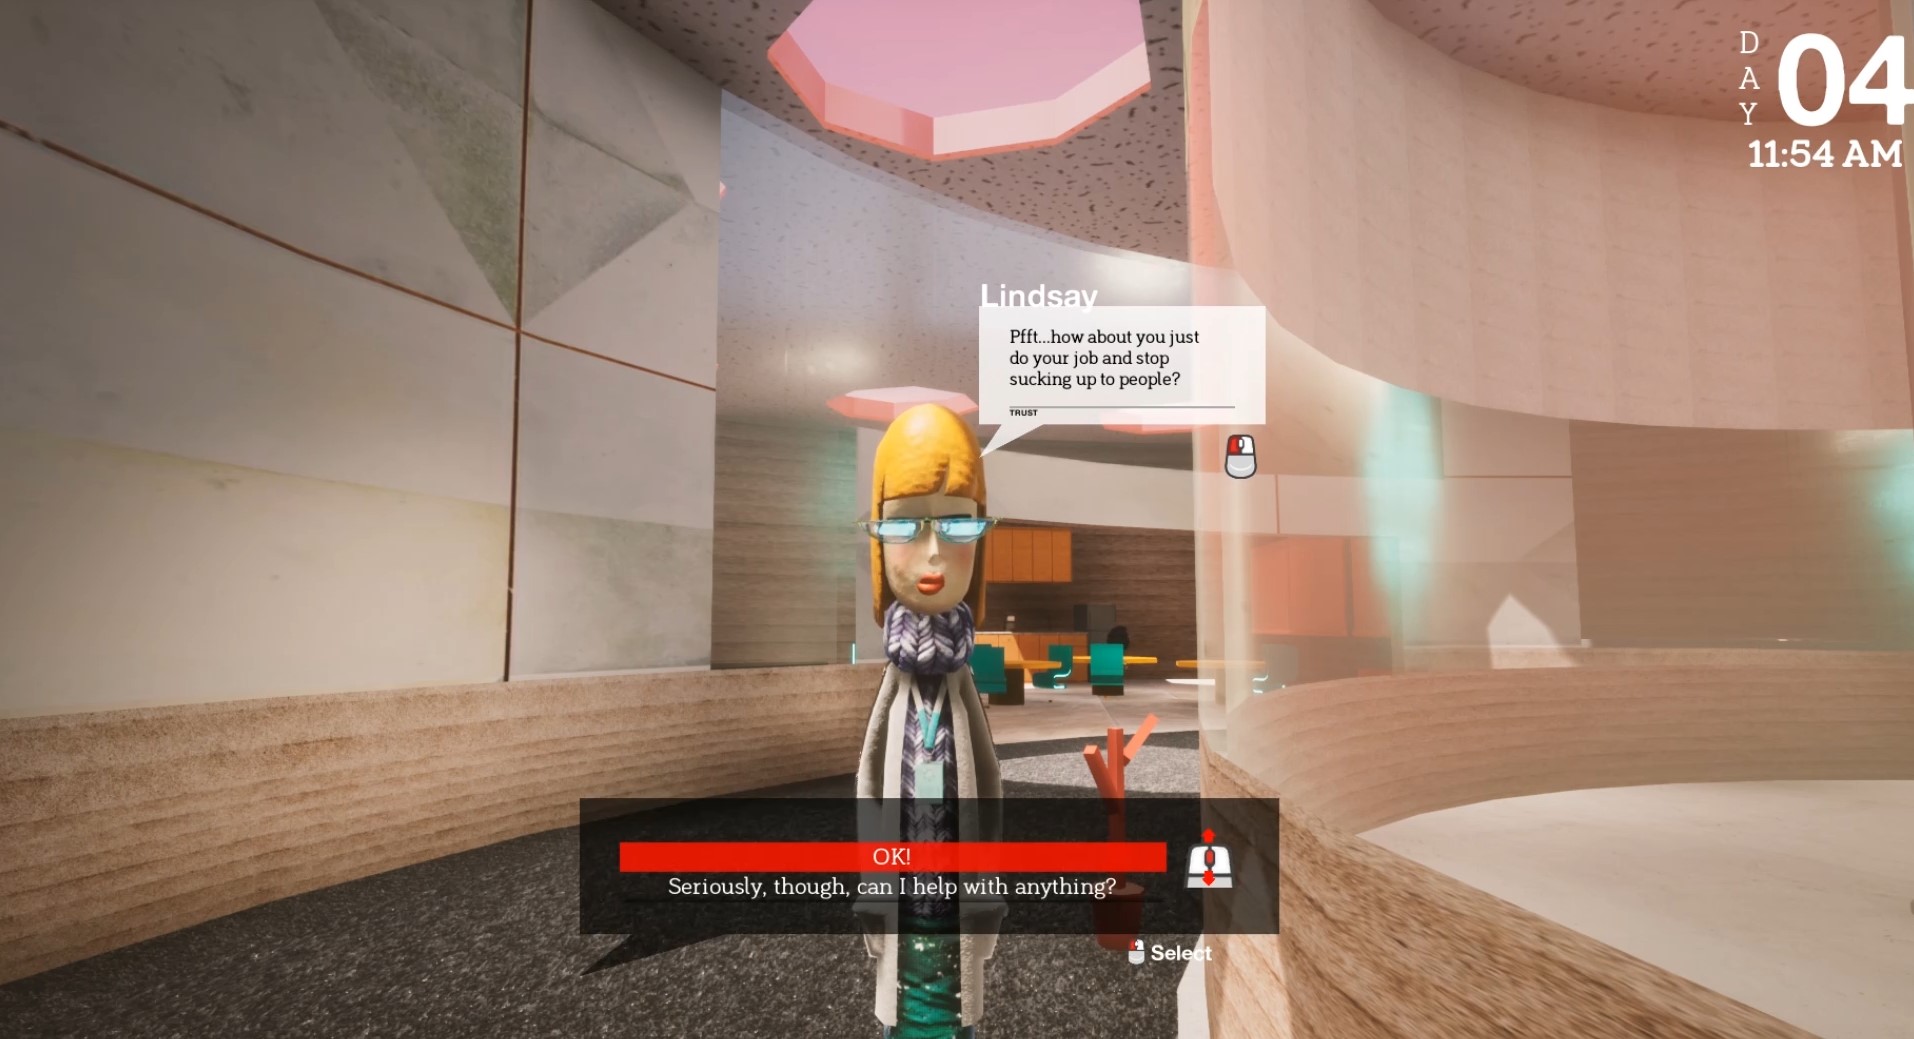 DAY 04
11:54 AM
Lindsay
Pfft...how about you just
do your job and stop
sucking up to people?
TRUST
OK!
Seriously, though, can I help with anything?
Select